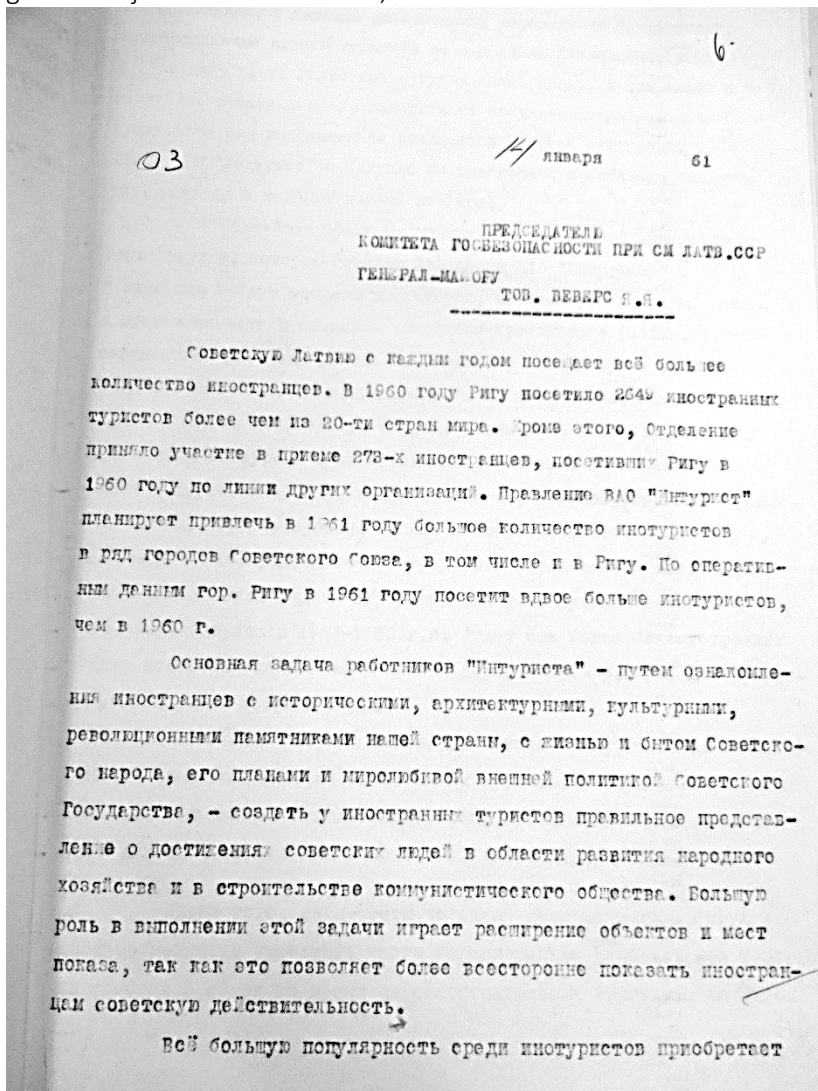 6.
03 14 января 61
ПРЕДСЕДАТЕЛЮ
КОМИТЕТА ГОСБЕЗОПАСНОСТИ ПРИ СМ ЛАТВ.ССР
ГЕНЕРАЛ-МАЙОРУ
ТОВ. ВЕВЕРС Я.Я.
Советскую Латвию с каждым годом посещает всё большее
количество иностранцев. В 1960 году Ригу посетило 2649 иностранных
туристов более чем из 20-ти стран мира. Кроме этого, Отделение
приняло участие в приеме 273-х иностранцев, посетивших Ригу в
1960 году по линии других организаций. Правление ВАО "Интурист"
планирует привлечь в 1961 году большое количество инотуристов
в ряд городов Советского Союза, в том числе и в Ригу. По оператив-
ным данным гор. Ригу в 1961 году посетит вдвое больше инотуристов,
чем в 1960 г.
Основная задача работников "Интуриста" - путем ознакомле-
ния иностранцев с историческими, архитектурными, культурными,
революционными памятниками нашей страны, с жизнью и бытом Советско-
го народа, его планами и миролюбивой внешней политикой Советского
Государства, - создать у иностранных туристов правильное представ-
ление о достижениях советских людей в области развития народного
хозяйства и в строительстве коммунистического общества. Большую
роль в выполнении этой задачи играет расширение объектов и мест
показа, так как это позволяет более всесторонне показать иностран-
цам советскую действительность.
Всё большую популярность среди инотуристов приобретает